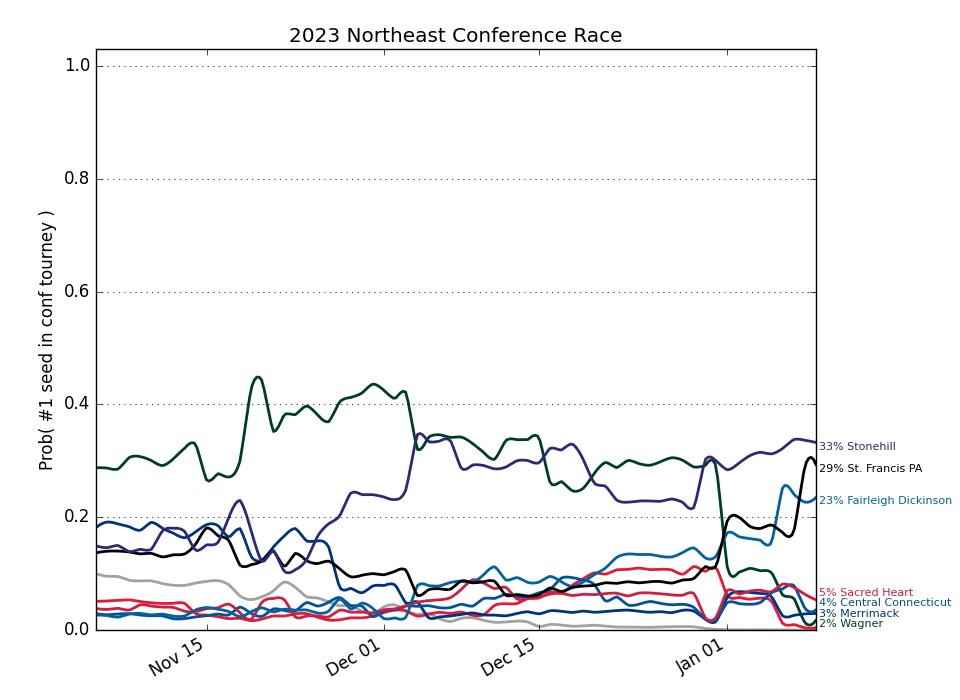 2023 Northeast Conference Race
Prob( #1 seed in conf tourney )
1.0
0.8
0.6
0.4
0.2
0.0
Nov 15
Dec 01
Dec 15
Jan 01
33% Stonehill
29% St. Francis PA
23% Fairleigh Dickinson
5% Sacred Heart
4% Central Connecticut
3% Merrimack
2% Wagner